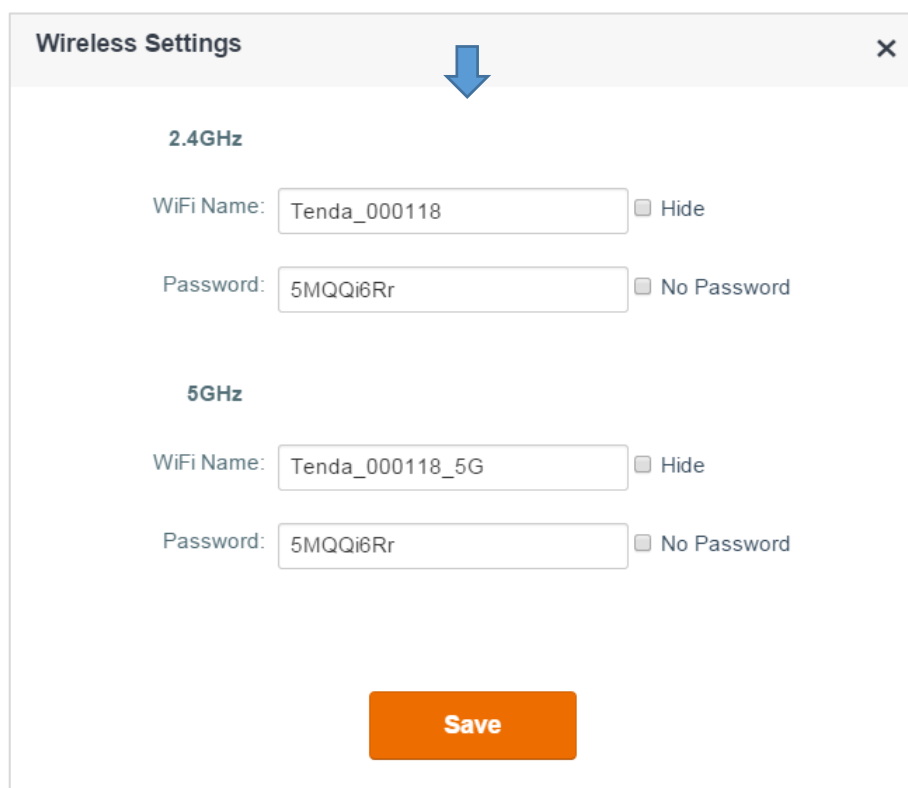 Wireless Settings
2.4GHz
WiFi Name: Tenda_000118 Hide
Password: 5MQQi6Rr No Password
5GHz
WiFi Name: Tenda_000118_5G Hide
Password: 5MQQi6Rr No Password
Save